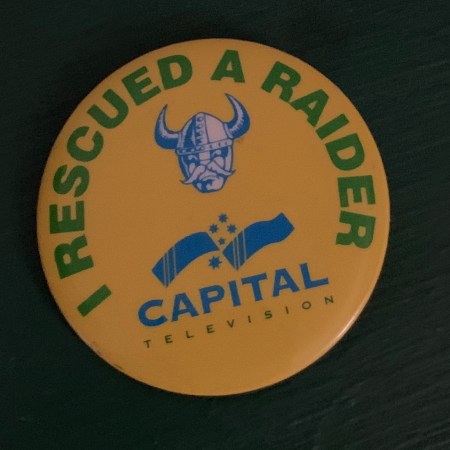 I RESCUED A RAIDER
CAPITAL
TELEVISION